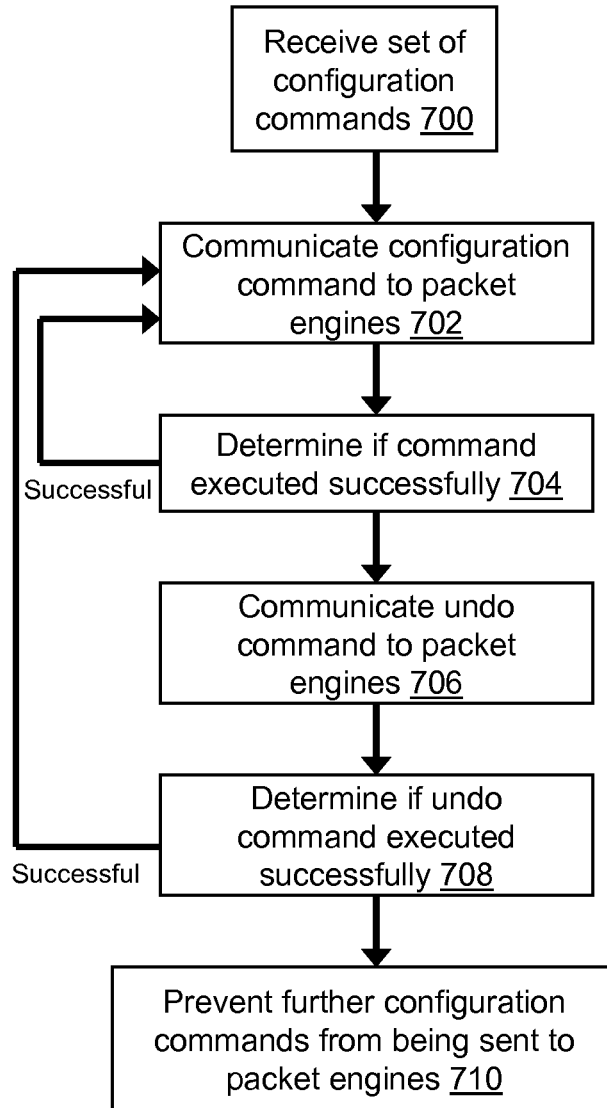 Receive set of
configuration
commands 700
Communicate configuration
command to packet
engines 702
Determine if command
executed successfully 704
Successful
Communicate undo
command to packet
engines 706
Determine if undo
command executed
successfully 708
Successful
Prevent further configuration
commands from being sent to
packet engines 710